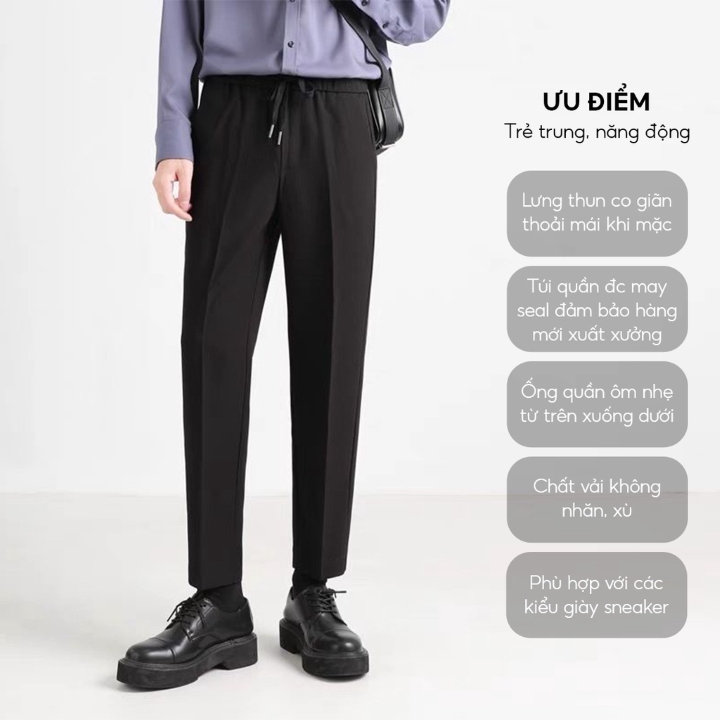 ƯU ĐIỂM
Trẻ trung, năng động
Lưng thun co giãn
thoải mái khi mặc
Túi quần đc may
seal đảm bảo hàng
mới xuất xưởng
Ống quần ôm nhẹ
từ trên xuống dưới
Chất vải không
nhăn, xù
Phù hợp với các
kiểu giày sneaker